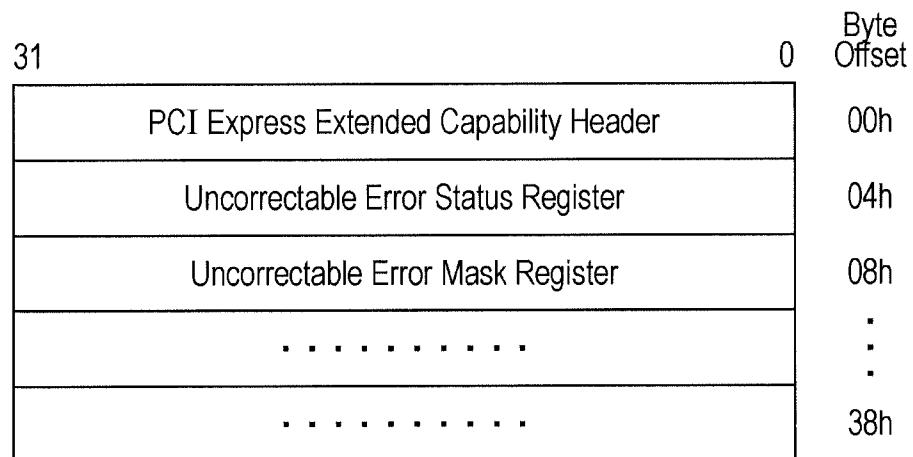 Byte
31 0 Offset
PCI Express Extended Capability Header 00h
Uncorrectable Error Status Register 04h
Uncorrectable Error Mask Register 08h
. . . . . . . . . .
. . . . . . . . . . 38h